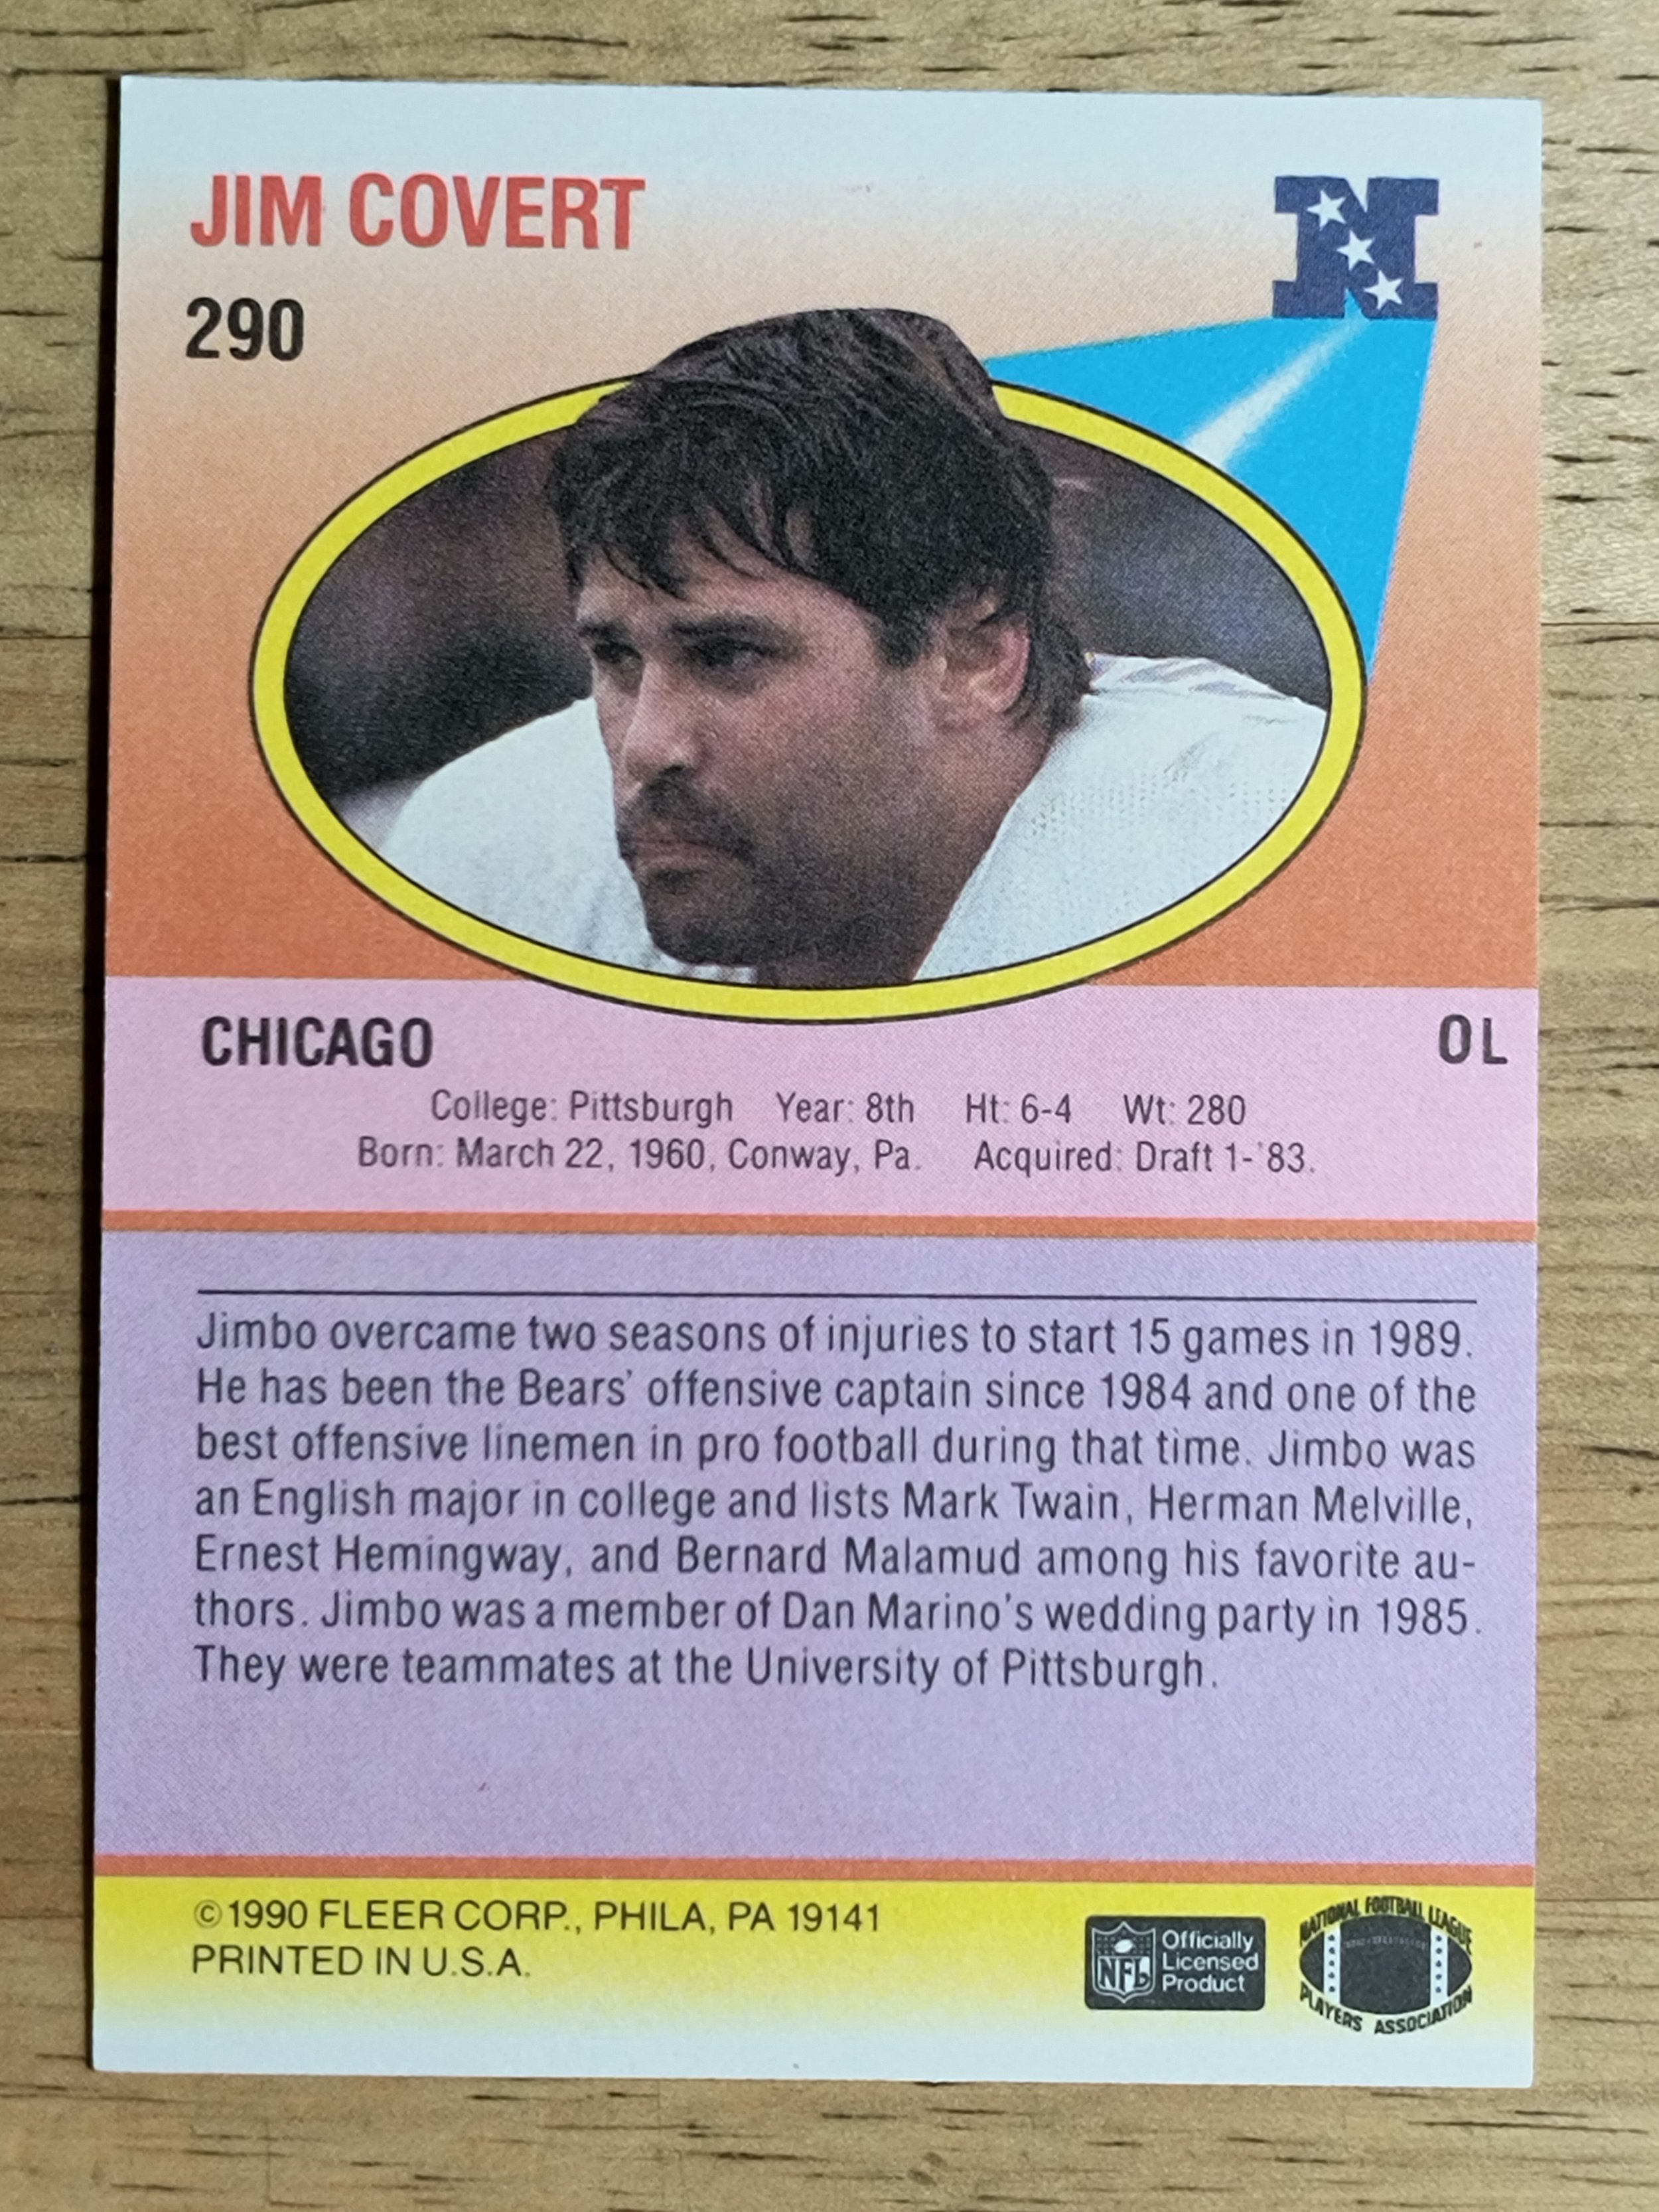 JIM COVERT
290
N
CHICAGO
OL
College: Pittsburgh Year: 8th Ht: 6-4 Wt: 280
Born: March 22, 1960, Conway, Pa. Acquired: Draft 1-'83.
Jimbo overcame two seasons of injuries to start 15 games in 1989.
He has been the Bears' offensive captain since 1984 and one of the
best offensive linemen in pro football during that time. Jimbo was
an English major in college and lists Mark Twain, Herman Melville,
Ernest Hemingway, and Bernard Malamud among his favorite au-
thors. Jimbo was a member of Dan Marino's wedding party in 1985.
They were teammates at the University of Pittsburgh.
©1990 FLEER CORP., PHILA, PA 19141
PRINTED IN U.S.A.
NFL
Officially
Licensed
Product
NATIONAL FOOTBALL LEAGUE
PLAYERS ASSOCIATION